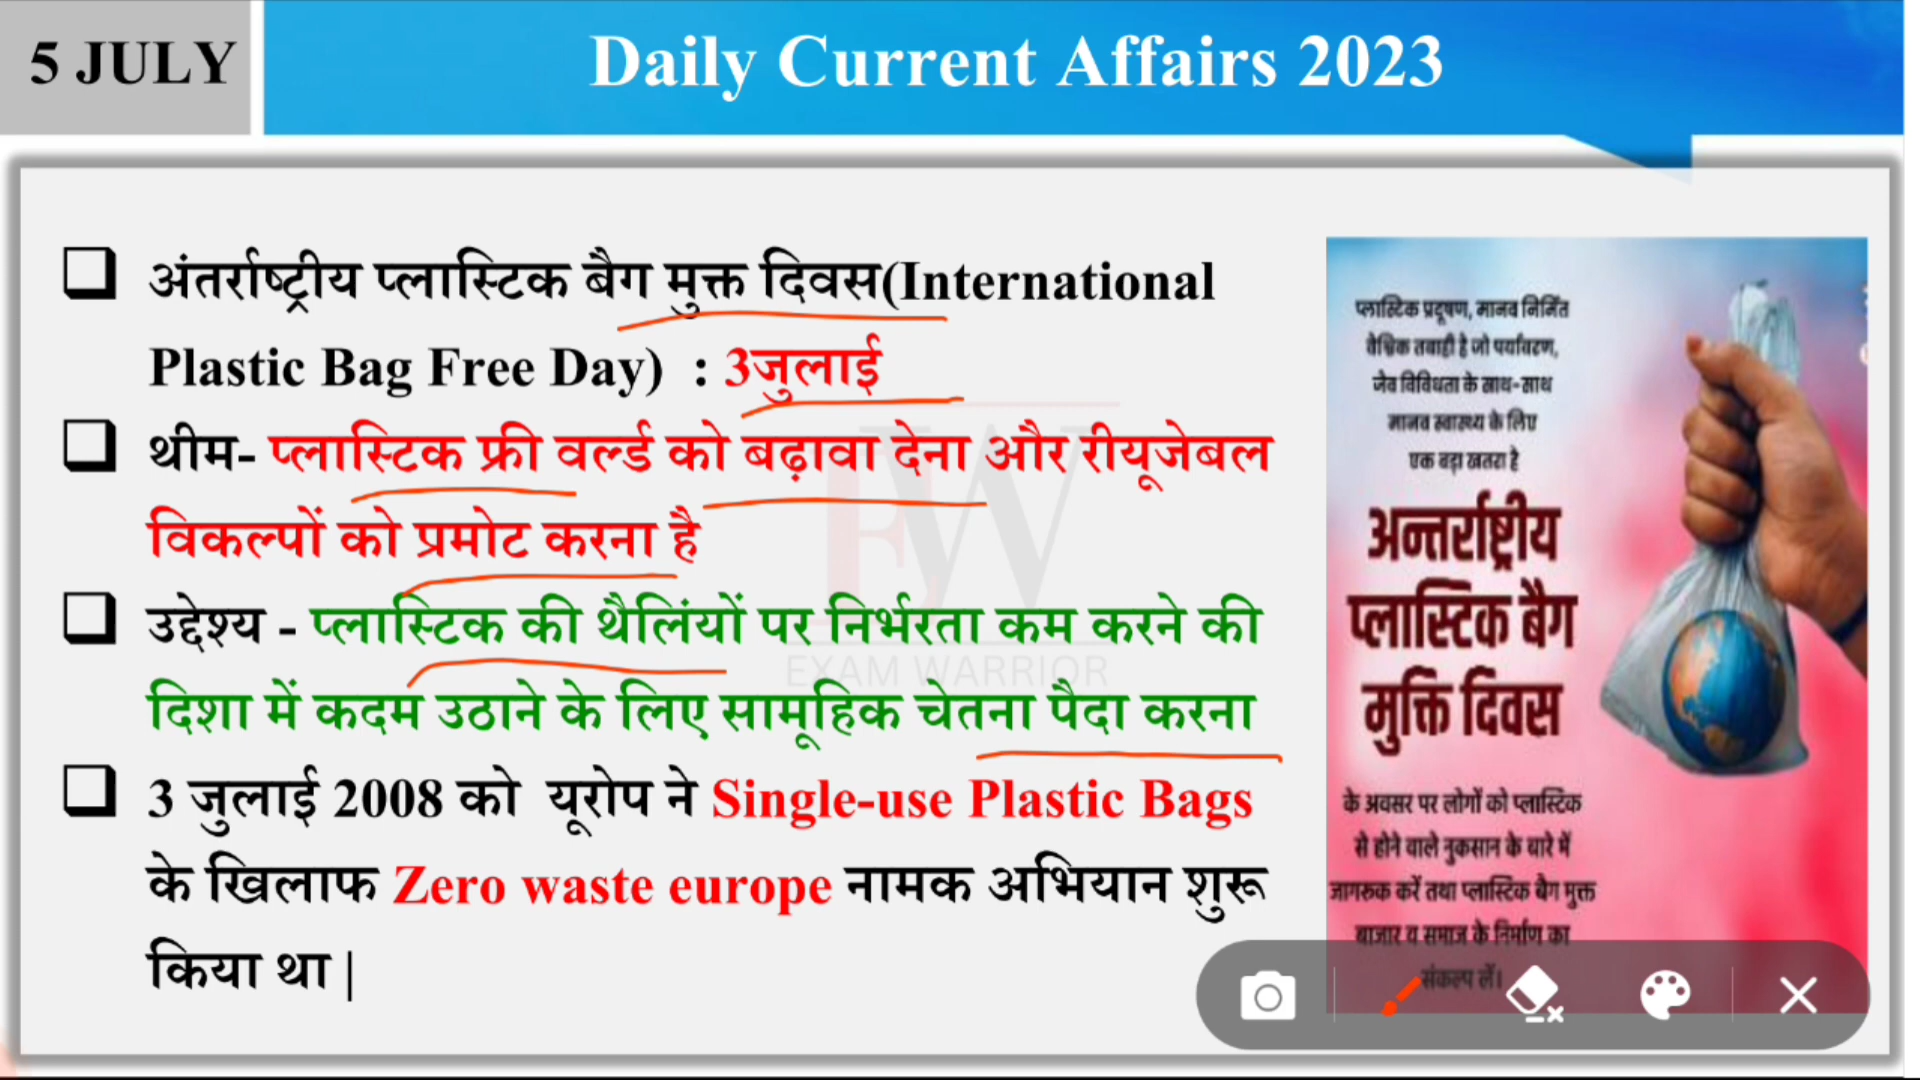 5 JULY
Daily Current Affairs 2023
अंतर्राष्ट्रीय प्लास्टिक बैग मुक्त दिवस(International
Plastic Bag Free Day) : 3जुलाई
थीम- प्लास्टिक फ्री वर्ल्ड को बढ़ावा देना और रीयूजेबल
विकल्पों को प्रमोट करना है
उद्देश्य - प्लास्टिक की थैलिंयों पर निर्भरता कम करने की
दिशा में कदम उठाने के लिए सामूहिक चेतना पैदा करना
3 जुलाई 2008 को यूरोप ने Single-use Plastic Bags
के खिलाफ Zero waste europe नामक अभियान शुरू
किया था |
EW
EXAM WARRIOR
प्लास्टिक प्रदूषण, मानव निर्मित
वैश्विक तबाही है जो पर्यावरण,
जैव विविधता के साथ-साथ
मानव स्वास्थ्य के लिए
एक बड़ा खतरा है
अन्तर्राष्ट्रीय
प्लास्टिक बैग
मुक्ति दिवस
के अवसर पर लोगों को प्लास्टिक
से होने वाले नुकसान के बारे में
जागरुक करें तथा प्लास्टिक बैग मुक्त
बाजार व समाज के निर्माण का
संकल्प लें।